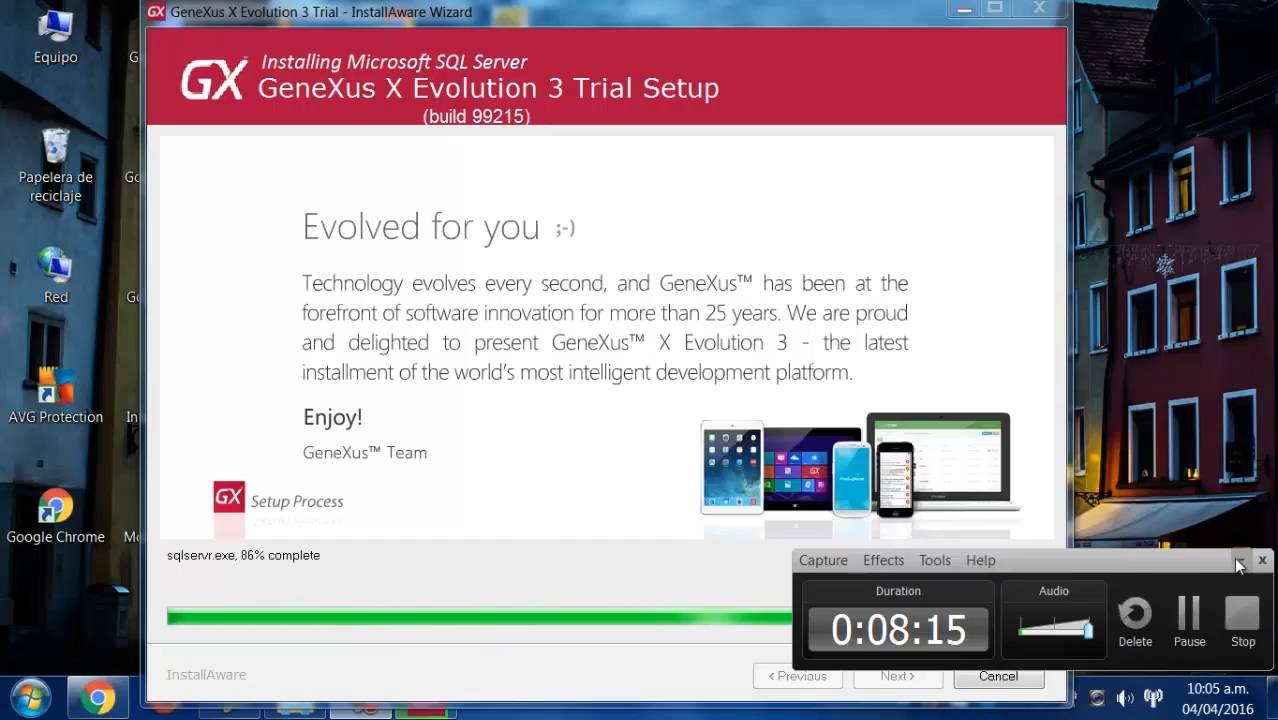 GX GeneXus X Evolution 3 Trial - InstallAware Wizard
GX
Installing Microsoft SQL Server
GeneXus X Evolution 3 Trial Setup
(build 99215)
Evolved for you ;-)
Technology evolves every second, and GeneXus™ has been at the
forefront of software innovation for more than 25 years. We are proud
and delighted to present GeneXus™ X Evolution 3 - the latest
installment of the world's most intelligent development platform.
Enjoy!
GeneXus™ Team
GX Setup Process
GX
sqlservr.exe, 86% complete
InstallAware
< Previous
Next >
Cancel
Equipo
Papelera de
reciclaje
Red
AVG Protection
Google Chrome
Capture Effects Tools Help
x
Duration
0:08:15
Audio
Delete
Pause
Stop
10:05 a.m.
04/04/2016